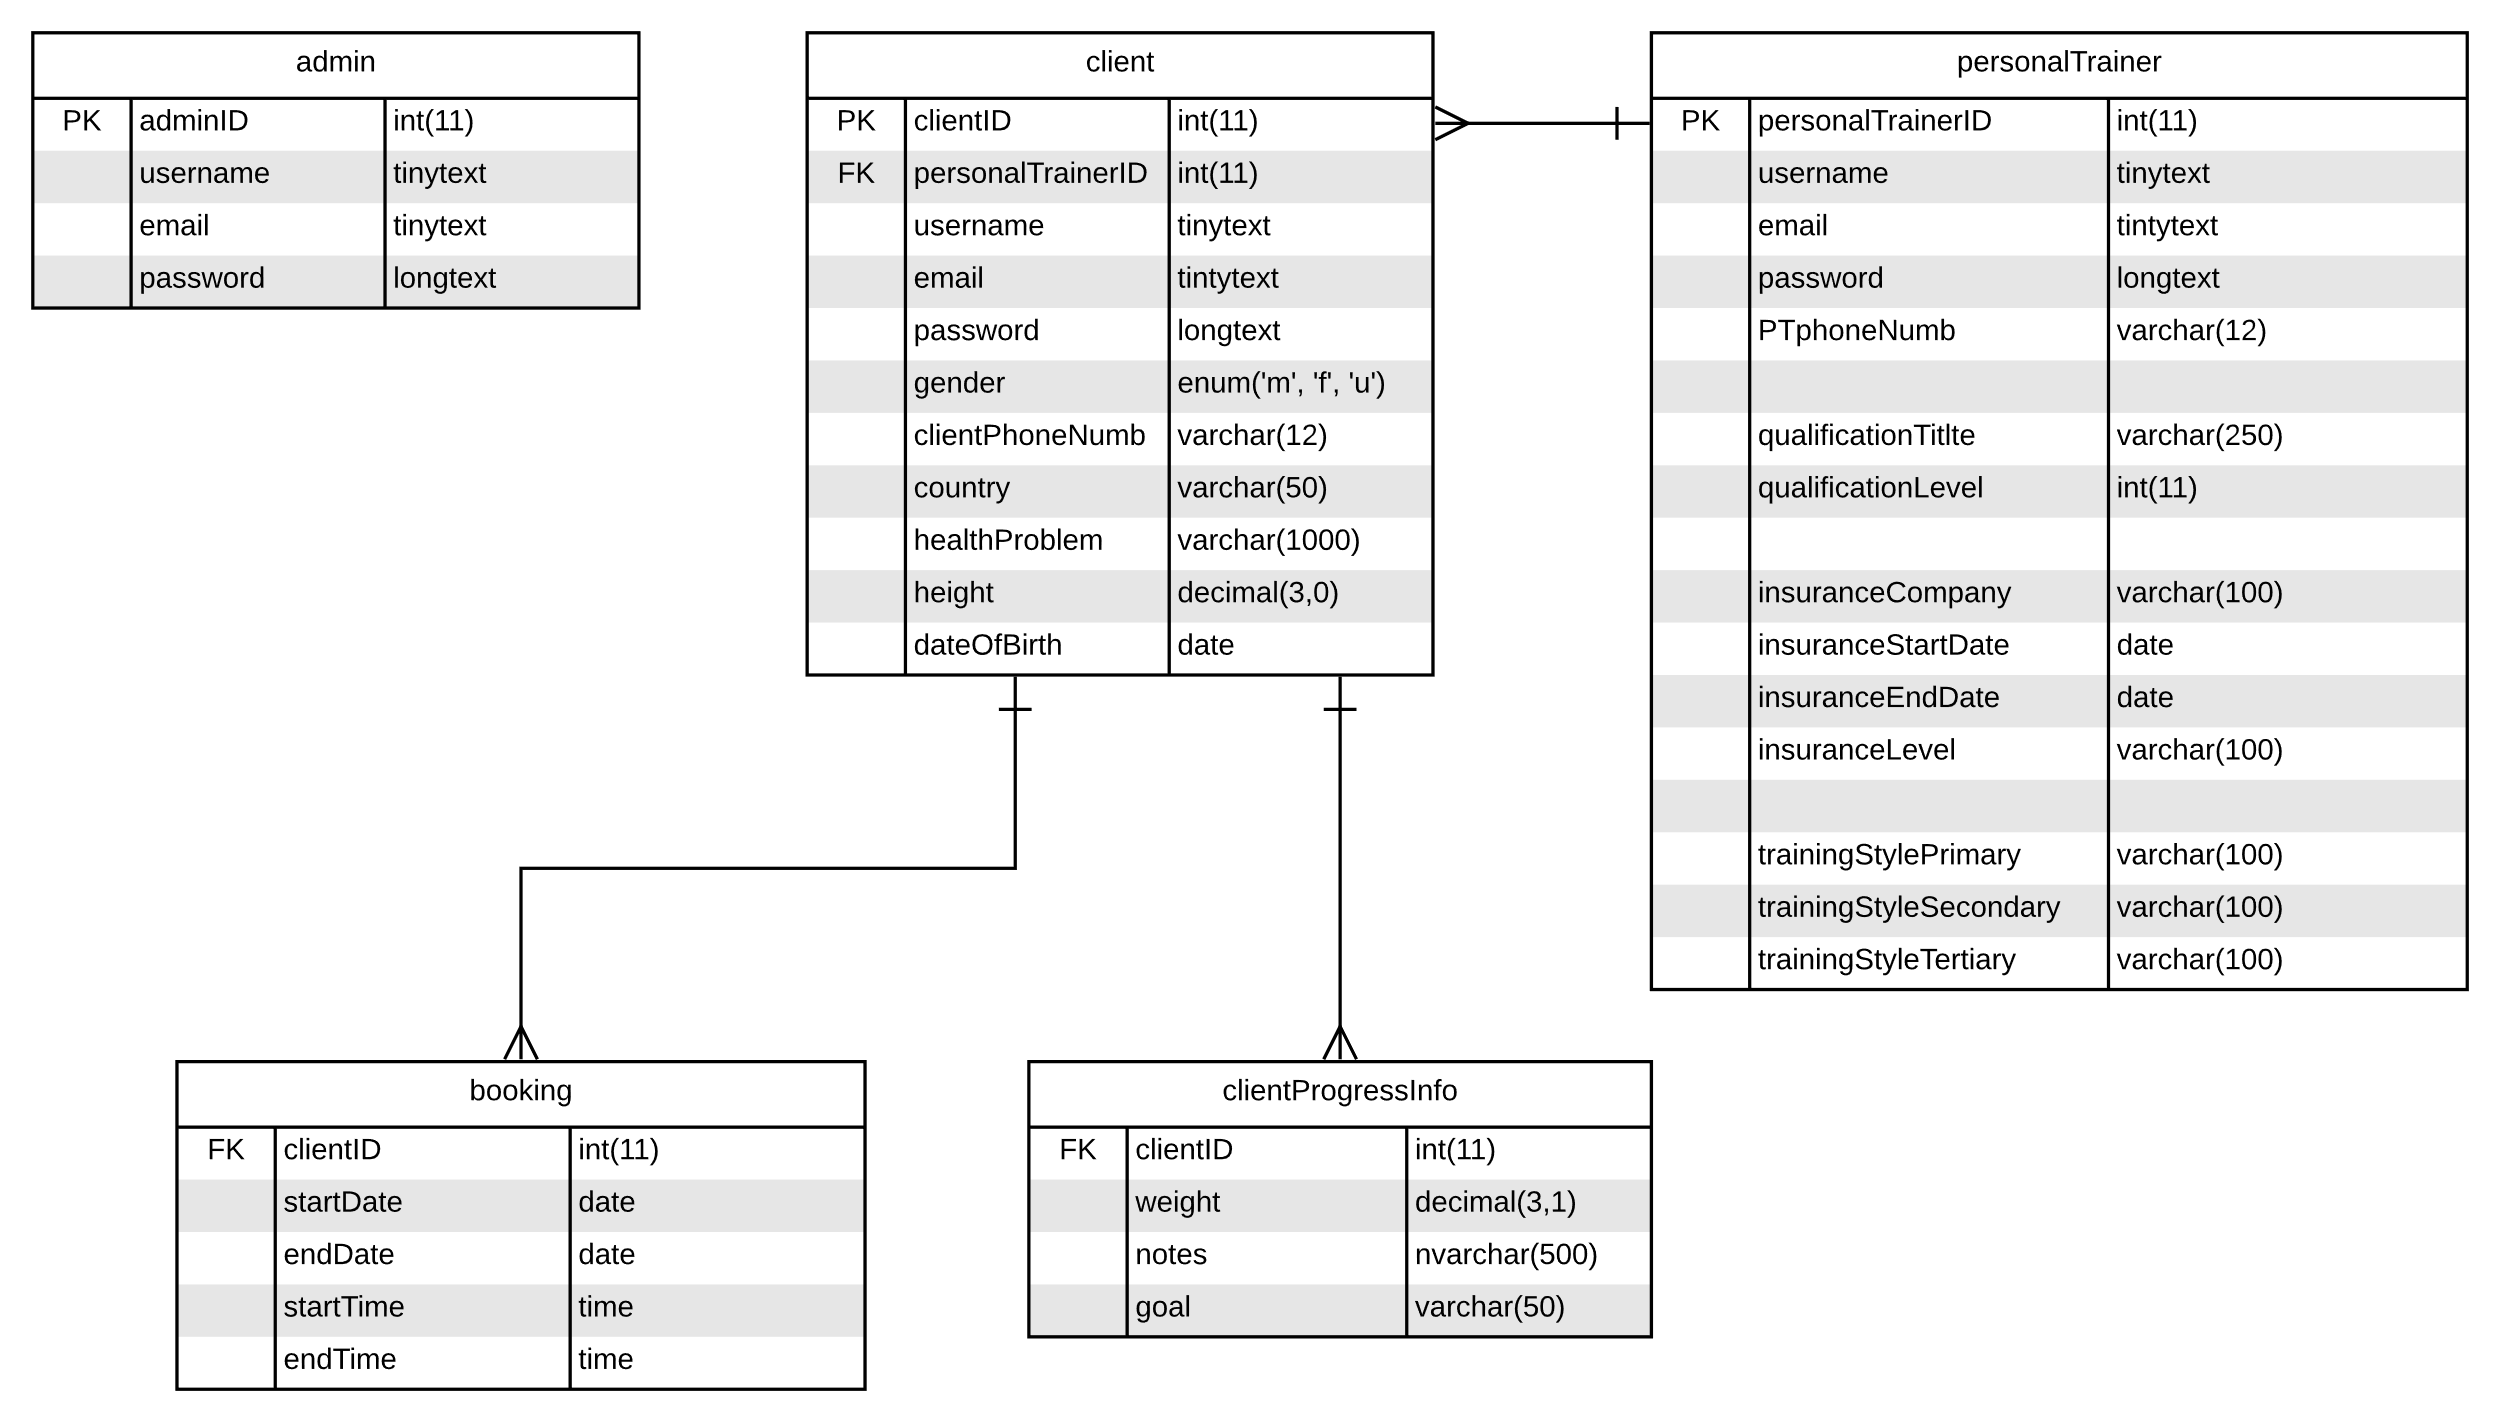 admin
PK adminID int(11)
username tinytext
email tinytext
password longtext
client
PK clientID int(11)
FK personalTrainerID int(11)
username tinytext
email tintytext
password longtext
gender enum('m', 'f', 'u')
clientPhoneNumb varchar(12)
country varchar(50)
healthProblem varchar(1000)
height decimal(3,0)
dateOfBirth date
personalTrainer
PK personalTrainerID int(11)
username tinytext
email tintytext
password longtext
PTphoneNumb varchar(12)
qualificationTitlte varchar(250)
qualificationLevel int(11)
insuranceCompany varchar(100)
insuranceStartDate date
insuranceEndDate date
insuranceLevel varchar(100)
trainingStylePrimary varchar(100)
trainingStyleSecondary varchar(100)
trainingStyleTertiary varchar(100)
booking
FK clientID int(11)
startDate date
endDate date
startTime time
endTime time
clientProgressInfo
FK clientID int(11)
weight decimal(3,1)
notes nvarchar(500)
goal varchar(50)